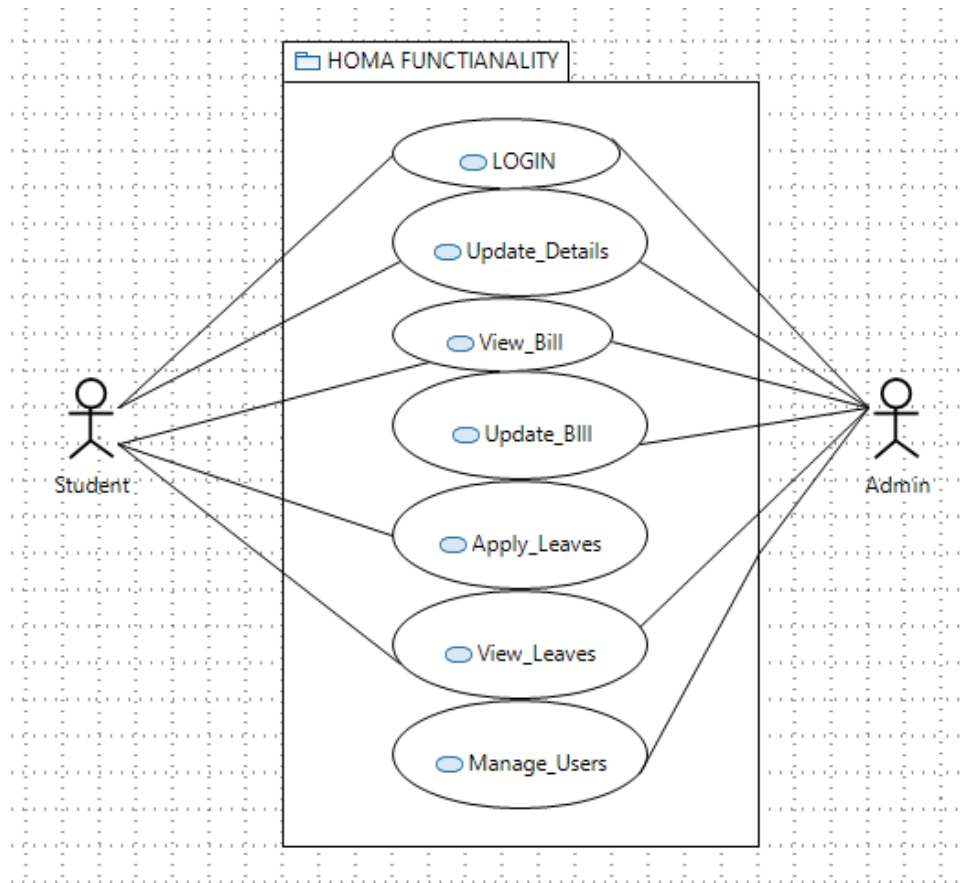 HOMA FUNCTIANALITY
LOGIN
Update_Details
View_Bill
Update_BIll
Student
Admin
Apply_Leaves
View_Leaves
Manage_Users